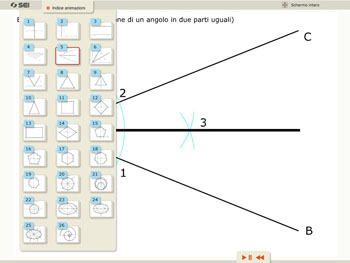 SEI
Indice animazioni
Schermo intero
ne di un angolo in due parti uguali)
1 2 3
4 5 6
7 8 9
10 11 12
13 14 15
16 17 18
19 20 21
22 23 24
25 26
C
2
3
1
B